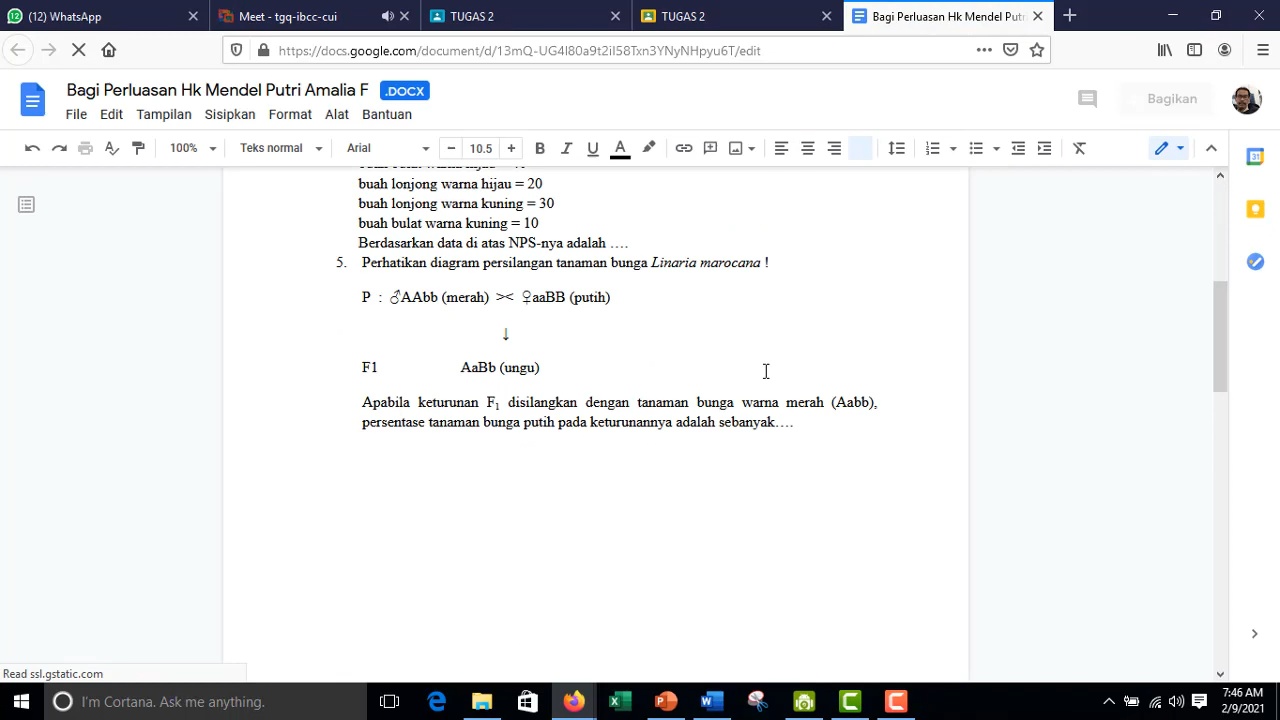 (12) WhatsApp
Meet - tgq-ibcc-cui
TUGAS 2
TUGAS 2
Bagi Perluasan Hk Mendel Putri
https://docs.google.com/document/d/13mQ-UG4l80a9t2iI58Txn3YNyNHpyu6T/edit
Bagi Perluasan Hk Mendel Putri Amalia F .DOCX
Bagikan
File Edit Tampilan Sisipkan Format Alat Bantuan
100% Teks normal Arial 10.5
buah lonjong warna hijau = 20
buah lonjong warna kuning = 30
buah bulat warna kuning = 10
Berdasarkan data di atas NPS-nya adalah ….
5. Perhatikan diagram persilangan tanaman bunga Linaria marocana !
P : ♂AAbb (merah) >< ♀aaBB (putih)
↓
F1 AaBb (ungu)
Apabila keturunan F1 disilangkan dengan tanaman bunga warna merah (Aabb),
persentase tanaman bunga putih pada keturunannya adalah sebanyak….
Read ssl.gstatic.com
I'm Cortana. Ask me anything.
7:46 AM
2/9/2021